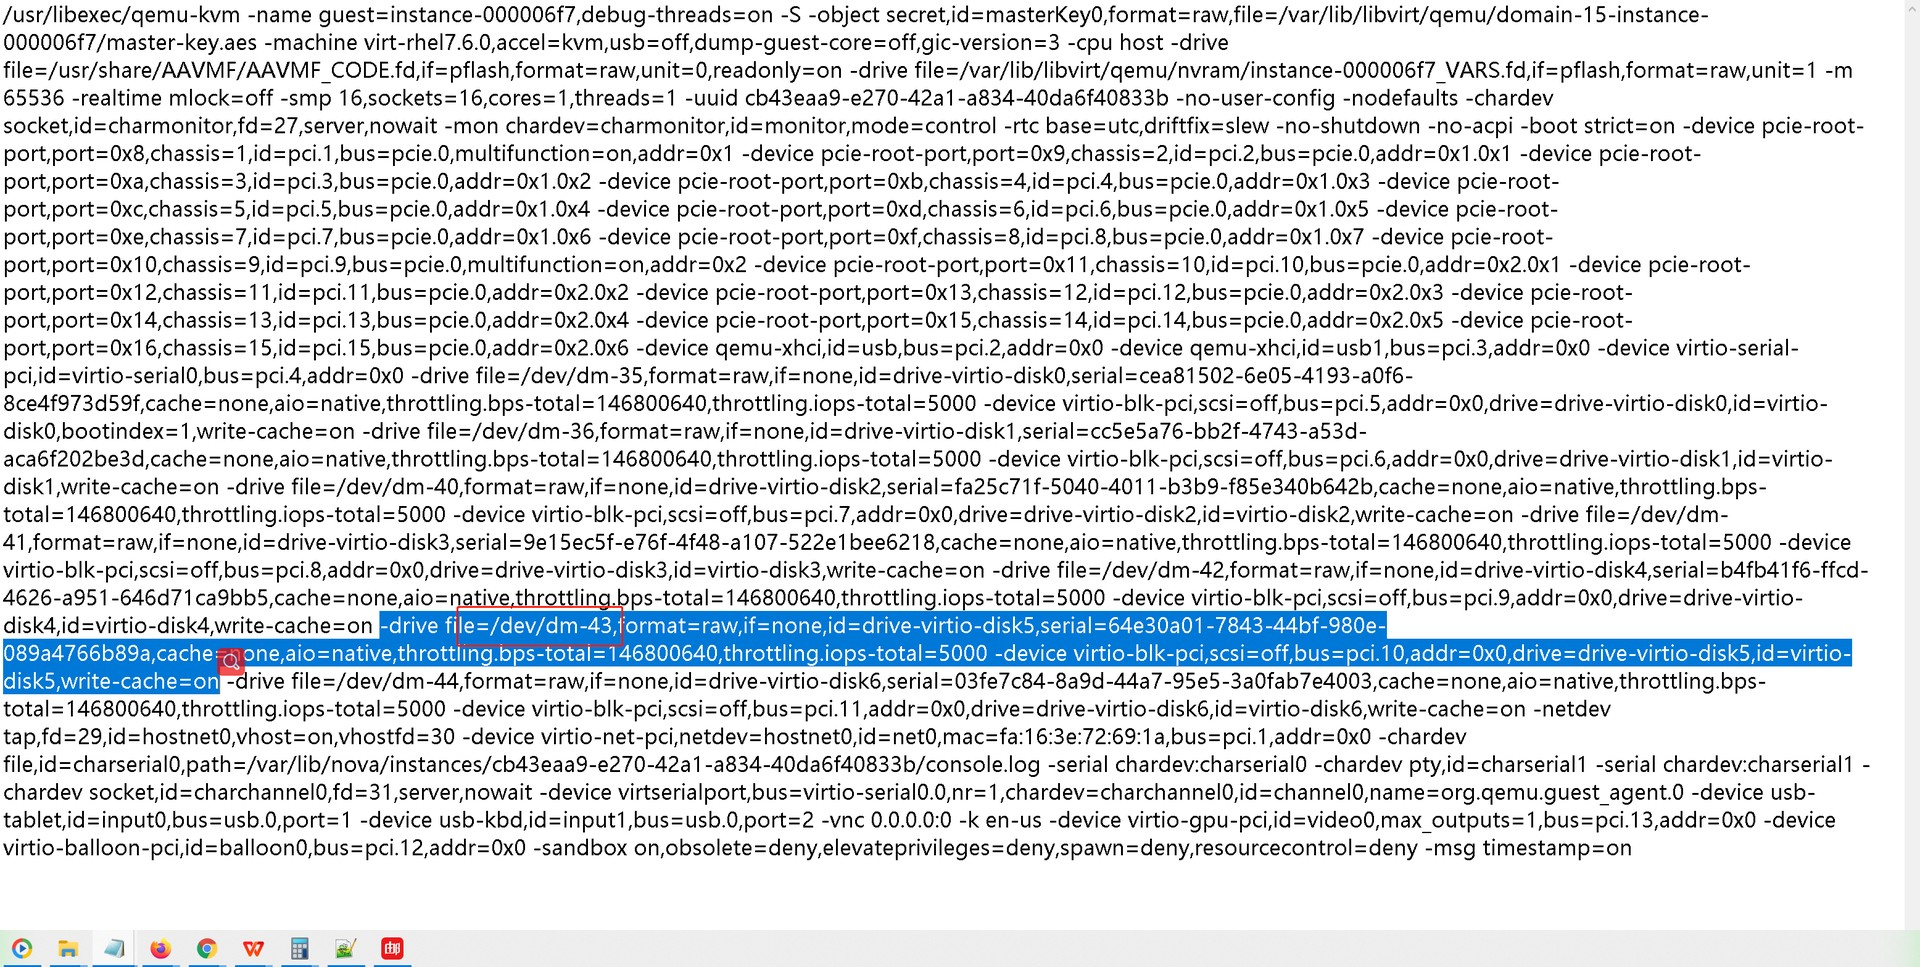 /usr/libexec/qemu-kvm -name guest=instance-000006f7,debug-threads=on -S -object secret,id=masterKey0,format=raw,file=/var/lib/libvirt/qemu/domain-15-instance-
000006f7/master-key.aes -machine virt-rhel7.6.0,accel=kvm,usb=off,dump-guest-core=off,gic-version=3 -cpu host -drive
file=/usr/share/AAVMF/AAVMF_CODE.fd,if=pflash,format=raw,unit=0,readonly=on -drive file=/var/lib/libvirt/qemu/nvram/instance-000006f7_VARS.fd,if=pflash,format=raw,unit=1 -m
65536 -realtime mlock=off -smp 16,sockets=16,cores=1,threads=1 -uuid cb43eaa9-e270-42a1-a834-40da6f40833b -no-user-config -nodefaults -chardev
socket,id=charmonitor,fd=27,server,nowait -mon chardev=charmonitor,id=monitor,mode=control -rtc base=utc,driftfix=slew -no-shutdown -no-acpi -boot strict=on -device pcie-root-
port,port=0x8,chassis=1,id=pci.1,bus=pcie.0,multifunction=on,addr=0x1 -device pcie-root-port,port=0x9,chassis=2,id=pci.2,bus=pcie.0,addr=0x1.0x1 -device pcie-root-
port,port=0xa,chassis=3,id=pci.3,bus=pcie.0,addr=0x1.0x2 -device pcie-root-port,port=0xb,chassis=4,id=pci.4,bus=pcie.0,addr=0x1.0x3 -device pcie-root-
port,port=0xc,chassis=5,id=pci.5,bus=pcie.0,addr=0x1.0x4 -device pcie-root-port,port=0xd,chassis=6,id=pci.6,bus=pcie.0,addr=0x1.0x5 -device pcie-root-
port,port=0xe,chassis=7,id=pci.7,bus=pcie.0,addr=0x1.0x6 -device pcie-root-port,port=0xf,chassis=8,id=pci.8,bus=pcie.0,addr=0x1.0x7 -device pcie-root-
port,port=0x10,chassis=9,id=pci.9,bus=pcie.0,multifunction=on,addr=0x2 -device pcie-root-port,port=0x11,chassis=10,id=pci.10,bus=pcie.0,addr=0x2.0x1 -device pcie-root-
port,port=0x12,chassis=11,id=pci.11,bus=pcie.0,addr=0x2.0x2 -device pcie-root-port,port=0x13,chassis=12,id=pci.12,bus=pcie.0,addr=0x2.0x3 -device pcie-root-
port,port=0x14,chassis=13,id=pci.13,bus=pcie.0,addr=0x2.0x4 -device pcie-root-port,port=0x15,chassis=14,id=pci.14,bus=pcie.0,addr=0x2.0x5 -device pcie-root-
port,port=0x16,chassis=15,id=pci.15,bus=pcie.0,addr=0x2.0x6 -device qemu-xhci,id=usb,bus=pci.2,addr=0x0 -device qemu-xhci,id=usb1,bus=pci.3,addr=0x0 -device virtio-serial-
pci,id=virtio-serial0,bus=pci.4,addr=0x0 -drive file=/dev/dm-35,format=raw,if=none,id=drive-virtio-disk0,serial=cea81502-6e05-4193-a0f6-
8ce4f973d59f,cache=none,aio=native,throttling.bps-total=146800640,throttling.iops-total=5000 -device virtio-blk-pci,scsi=off,bus=pci.5,addr=0x0,drive=drive-virtio-disk0,id=virtio-
disk0,bootindex=1,write-cache=on -drive file=/dev/dm-36,format=raw,if=none,id=drive-virtio-disk1,serial=cc5e5a76-bb2f-4743-a53d-
aca6f202be3d,cache=none,aio=native,throttling.bps-total=146800640,throttling.iops-total=5000 -device virtio-blk-pci,scsi=off,bus=pci.6,addr=0x0,drive=drive-virtio-disk1,id=virtio-
disk1,write-cache=on -drive file=/dev/dm-40,format=raw,if=none,id=drive-virtio-disk2,serial=fa25c71f-5040-4011-b3b9-f85e340b642b,cache=none,aio=native,throttling.bps-
total=146800640,throttling.iops-total=5000 -device virtio-blk-pci,scsi=off,bus=pci.7,addr=0x0,drive=drive-virtio-disk2,id=virtio-disk2,write-cache=on -drive file=/dev/dm-
41,format=raw,if=none,id=drive-virtio-disk3,serial=9e15ec5f-e76f-4f48-a107-522e1bee6218,cache=none,aio=native,throttling.bps-total=146800640,throttling.iops-total=5000 -device
virtio-blk-pci,scsi=off,bus=pci.8,addr=0x0,drive=drive-virtio-disk3,id=virtio-disk3,write-cache=on -drive file=/dev/dm-42,format=raw,if=none,id=drive-virtio-disk4,serial=b4fb41f6-ffcd-
4626-a951-646d71ca9bb5,cache=none,aio=native,throttling.bps-total=146800640,throttling.iops-total=5000 -device virtio-blk-pci,scsi=off,bus=pci.9,addr=0x0,drive=drive-virtio-
disk4,id=virtio-disk4,write-cache=on -drive file=/dev/dm-43,format=raw,if=none,id=drive-virtio-disk5,serial=64e30a01-7843-44bf-980e-
089a4766b89a,cache=none,aio=native,throttling.bps-total=146800640,throttling.iops-total=5000 -device virtio-blk-pci,scsi=off,bus=pci.10,addr=0x0,drive=drive-virtio-disk5,id=virtio-
disk5,write-cache=on -drive file=/dev/dm-44,format=raw,if=none,id=drive-virtio-disk6,serial=03fe7c84-8a9d-44a7-95e5-3a0fab7e4003,cache=none,aio=native,throttling.bps-
total=146800640,throttling.iops-total=5000 -device virtio-blk-pci,scsi=off,bus=pci.11,addr=0x0,drive=drive-virtio-disk6,id=virtio-disk6,write-cache=on -netdev
tap,fd=29,id=hostnet0,vhost=on,vhostfd=30 -device virtio-net-pci,netdev=hostnet0,id=net0,mac=fa:16:3e:72:69:1a,bus=pci.1,addr=0x0 -chardev
file,id=charserial0,path=/var/lib/nova/instances/cb43eaa9-e270-42a1-a834-40da6f40833b/console.log -serial chardev:charserial0 -chardev pty,id=charserial1 -serial chardev:charserial1 -
chardev socket,id=charchannel0,fd=31,server,nowait -device virtserialport,bus=virtio-serial0.0,nr=1,chardev=charchannel0,id=channel0,name=org.qemu.guest_agent.0 -device usb-
tablet,id=input0,bus=usb.0,port=1 -device usb-kbd,id=input1,bus=usb.0,port=2 -vnc 0.0.0.0:0 -k en-us -device virtio-gpu-pci,id=video0,max_outputs=1,bus=pci.13,addr=0x0 -device
virtio-balloon-pci,id=balloon0,bus=pci.12,addr=0x0 -sandbox on,obsolete=deny,elevateprivileges=deny,spawn=deny,resourcecontrol=deny -msg timestamp=on
邮